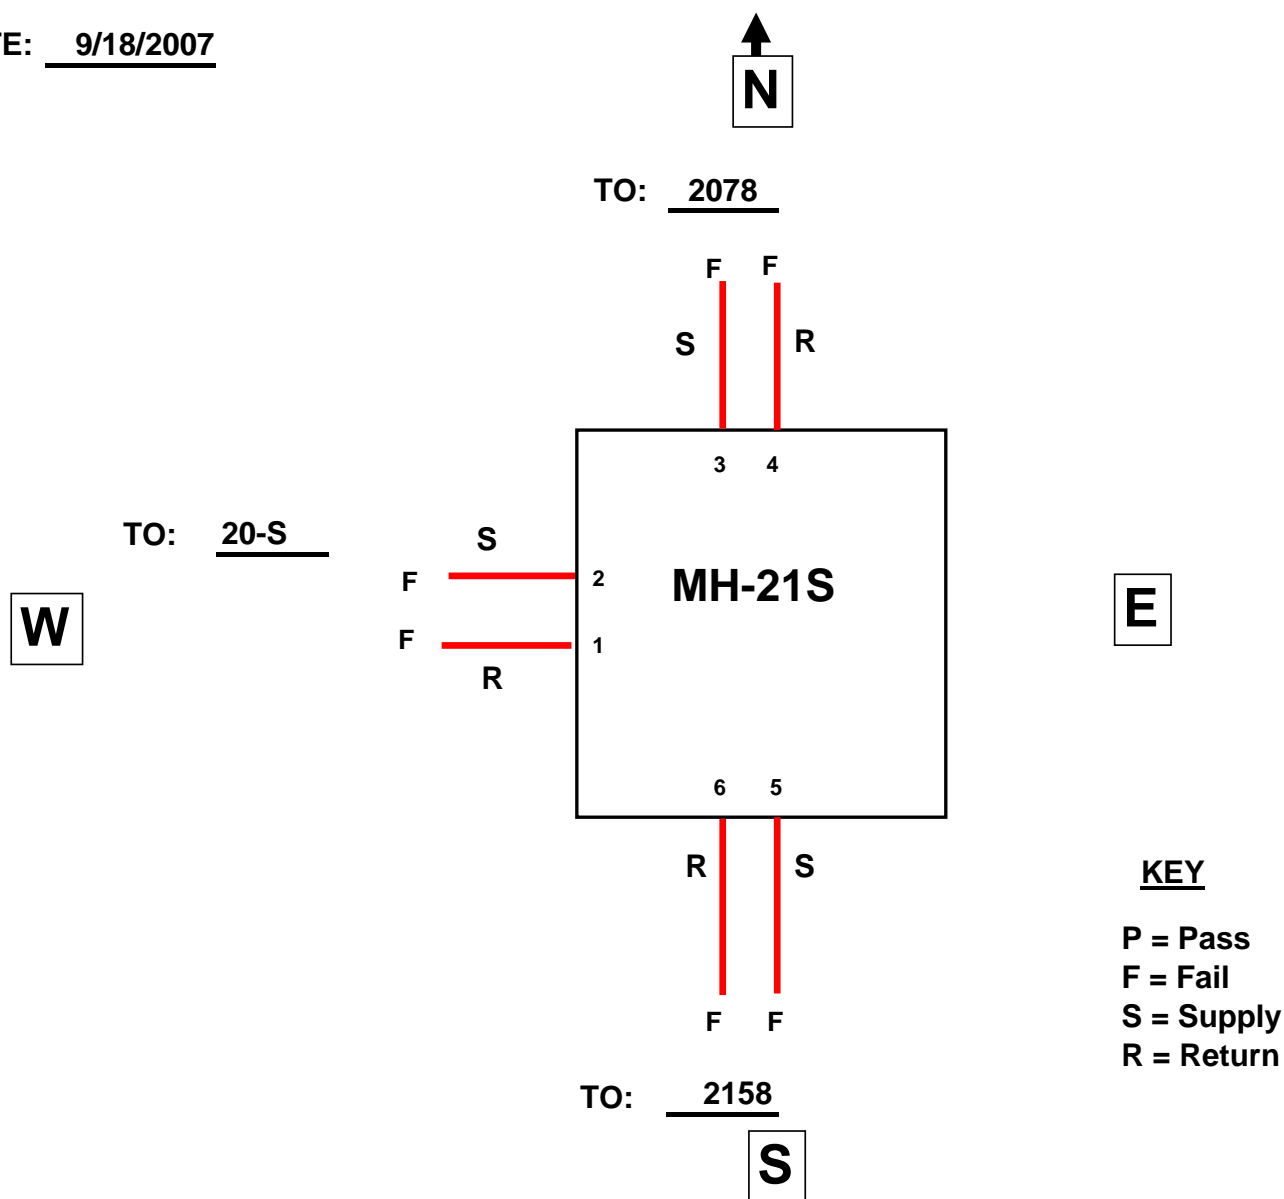 TE: 9/18/2007
N
TO: 2078
F F
S R
3 4
TO: 20-S
S
F 2 MH-21S
W
E
F 1
R
6 5
R S
KEY
P = Pass
F = Fail
S = Supply
R = Return
F F
TO: 2158
S